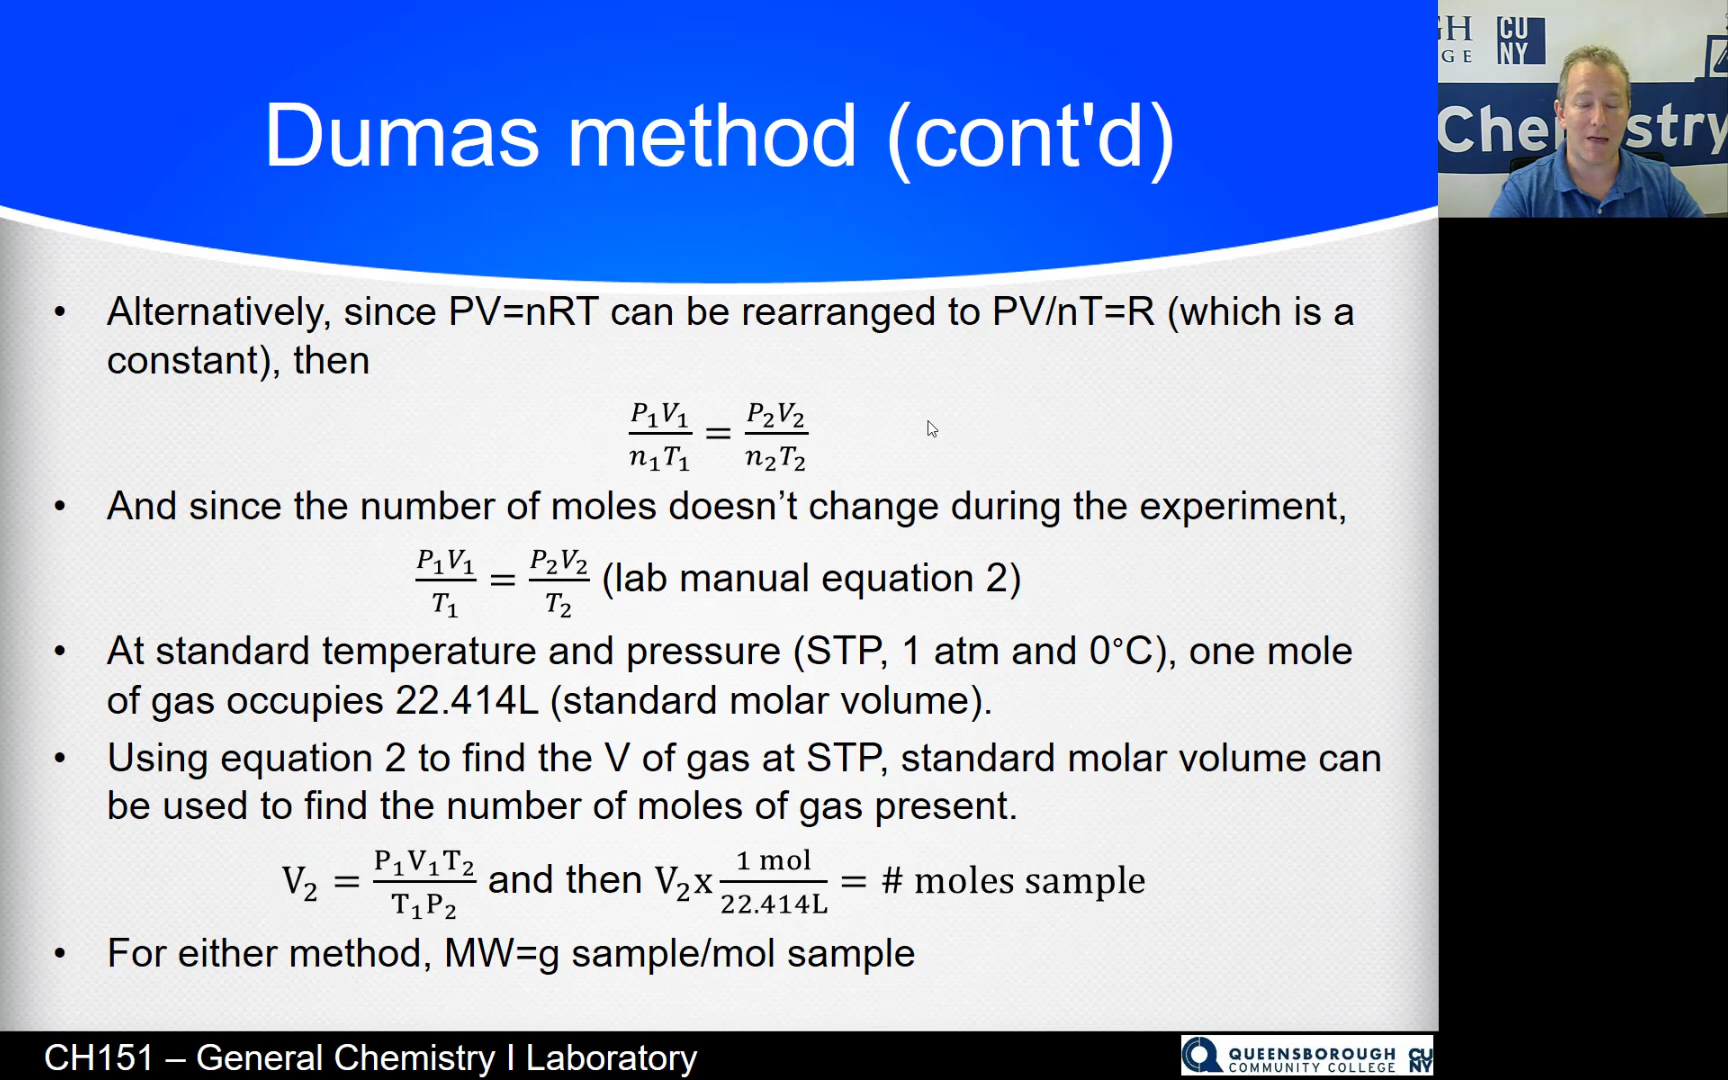 Dumas method (cont'd)
• Alternatively, since PV=nRT can be rearranged to PV/nT=R (which is a
constant), then
P₁V₁/n₁T₁ = P₂V₂/n₂T₂
• And since the number of moles doesn’t change during the experiment,
P₁V₁/T₁ = P₂V₂/T₂ (lab manual equation 2)
• At standard temperature and pressure (STP, 1 atm and 0°C), one mole
of gas occupies 22.414L (standard molar volume).
• Using equation 2 to find the V of gas at STP, standard molar volume can
be used to find the number of moles of gas present.
V₂ = P₁V₁T₂/T₁P₂ and then V₂x 1 mol/22.414L = # moles sample
• For either method, MW=g sample/mol sample
CH151 – General Chemistry I Laboratory
QUEENSBOROUGH
COMMUNITY COLLEGE
CU
NY
GH
GE
CU
NY
Che stry